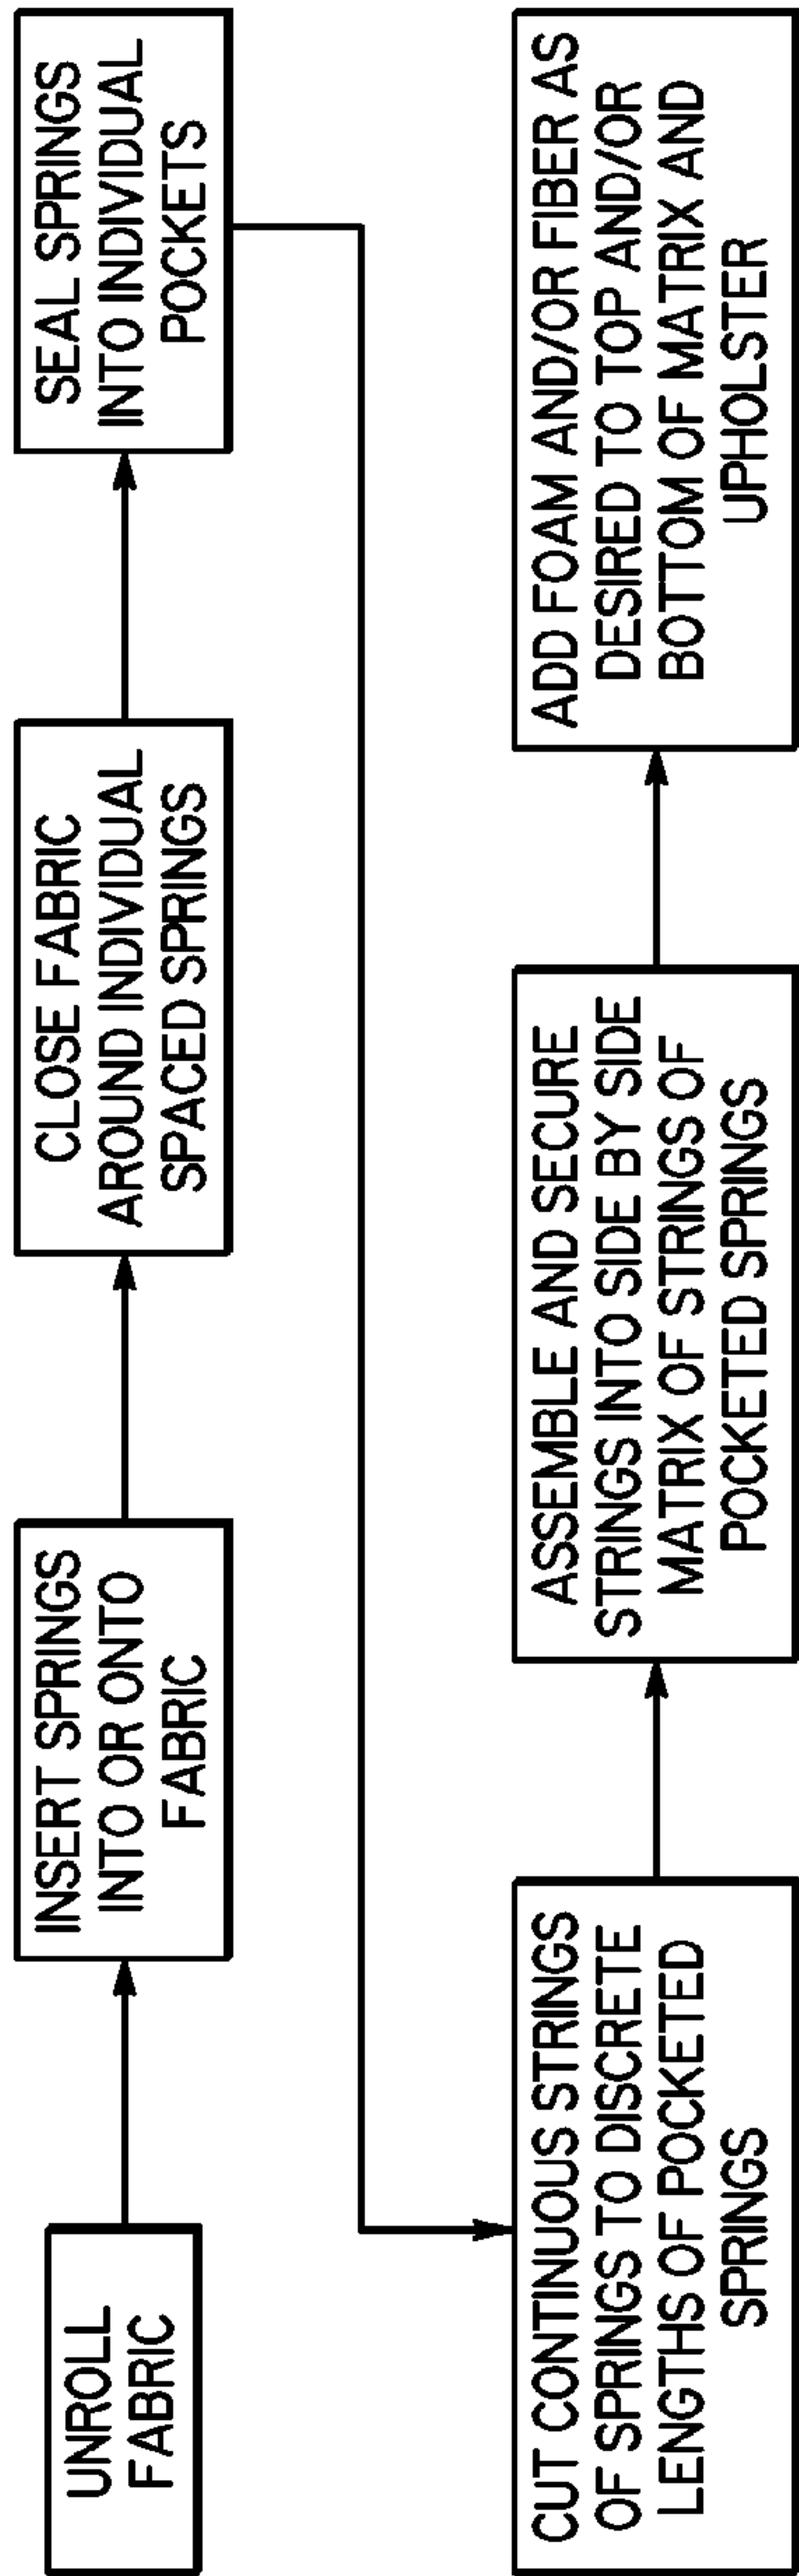 UNROLL
FABRIC
INSERT SPRINGS
INTO OR ONTO
FABRIC
CLOSE FABRIC
AROUND INDIVIDUAL
SPACED SPRINGS
SEAL SPRINGS
INTO INDIVIDUAL
POCKETS
CUT CONTINUOUS STRINGS
OF SPRINGS TO DISCRETE
LENGTHS OF POCKETED
SPRINGS
ASSEMBLE AND SECURE
STRINGS INTO SIDE BY SIDE
MATRIX OF STRINGS OF
POCKETED SPRINGS
ADD FOAM AND/OR FIBER AS
DESIRED TO TOP AND/OR
BOTTOM OF MATRIX AND
UPHOLSTER